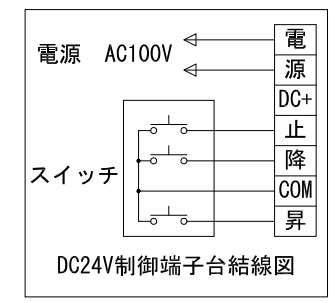 電源 AC100V
電
源
DC+
止
降
COM
昇
スイッチ
DC24V制御端子台結線図